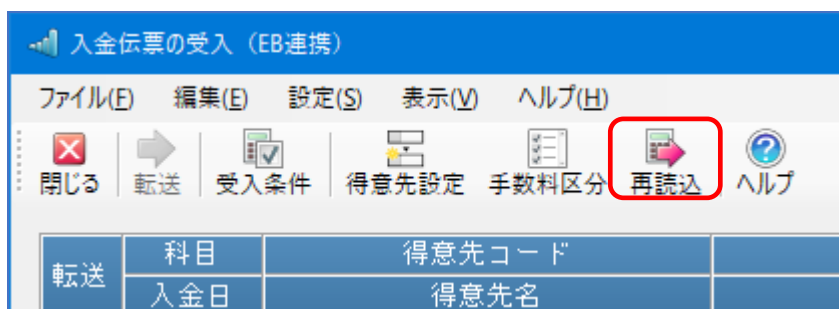 入金伝票の受入（EB連携）
ファイル(F) 編集(E) 設定(S) 表示(V) ヘルプ(H)
閉じる 転送 受入条件 得意先設定 手数料区分 再読込 ヘルプ
転送 科目 得意先コード
入金日 得意先名